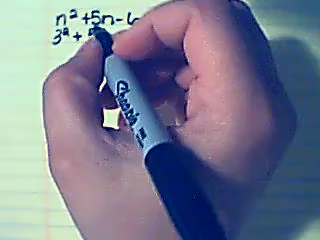 n² + 5n - 6
3² +
Sharpie